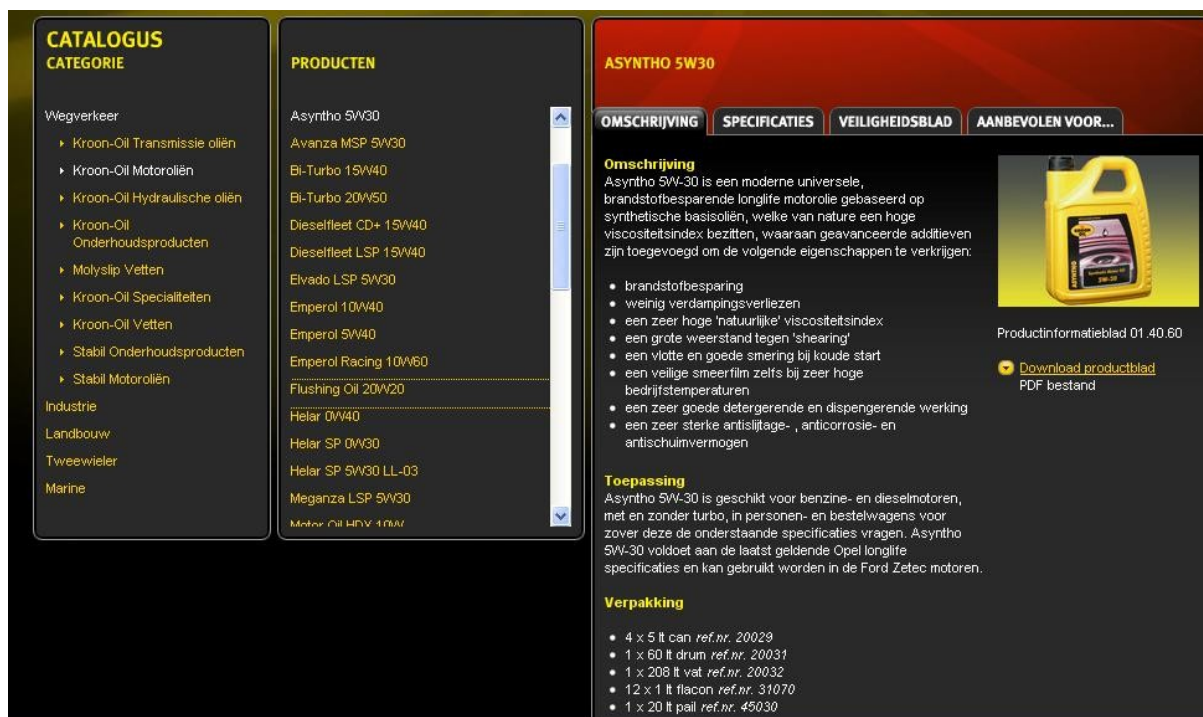 CATALOGUS
CATEGORIE
Wegverkeer
Kroon-Oil Transmissie oliën
Kroon-Oil Motoroliën
Kroon-Oil Hydraulische oliën
Kroon-Oil
Onderhoudsproducten
Molyslip Vetten
Kroon-Oil Specialiteiten
Kroon-Oil Vetten
Stabil Onderhoudsproducten
Stabil Motoroliën
Industrie
Landbouw
Tweewieler
Marine
PRODUCTEN
Asyntho 5W30
Avanza MSP 5W30
Bi-Turbo 15W40
Bi-Turbo 20W50
Dieselfleet CD+ 15W40
Dieselfleet LSP 15W40
Elvado LSP 5W30
Emperol 10W40
Emperol 5W40
Emperol Racing 10W60
Flushing Oil 20W20
Helar 0W40
Helar SP 0W30
Helar SP 5W30 LL-03
Meganza LSP 5W30
Motor Oil HDX 10W
ASYNTHO 5W30
OMSCHRIJVING SPECIFICATIES VEILIGHEIDSBLAD AANBEVOLEN VOOR...
Omschrijving
Asyntho 5W-30 is een moderne universele,
brandstofbesparende longlife motorolie gebaseerd op
synthetische basisoliën, welke van nature een hoge
viscositeitsindex bezitten, waaraan geavanceerde additieven
zijn toegevoegd om de volgende eigenschappen te verkrijgen:
brandstofbesparing
weinig verdampingsverliezen
een zeer hoge 'natuurlijke' viscositeitsindex
een grote weerstand tegen 'shearing'
een vlotte en goede smering bij koude start
een veilige smeerfilm zelfs bij zeer hoge
bedrijfstemperaturen
een zeer goede detergerende en dispengerende werking
een zeer sterke antislijtage- , anticorrosie- en
antischuimvermogen
Toepassing
Asyntho 5W-30 is geschikt voor benzine- en dieselmotoren,
met en zonder turbo, in personen- en bestelwagens voor
zover deze de onderstaande specificaties vragen. Asyntho
5W-30 voldoet aan de laatst geldende Opel longlife
specificaties en kan gebruikt worden in de Ford Zetec motoren.
Verpakking
4 x 5 lt can ref.nr. 20029
1 x 60 lt drum ref.nr. 20031
1 x 208 lt vat ref.nr. 20032
12 x 1 lt flacon ref.nr. 31070
1 x 20 lt pail ref.nr. 45030
ASYNTHO
5W-30
Productinformatieblad 01.40.60
Download productblad
PDF bestand